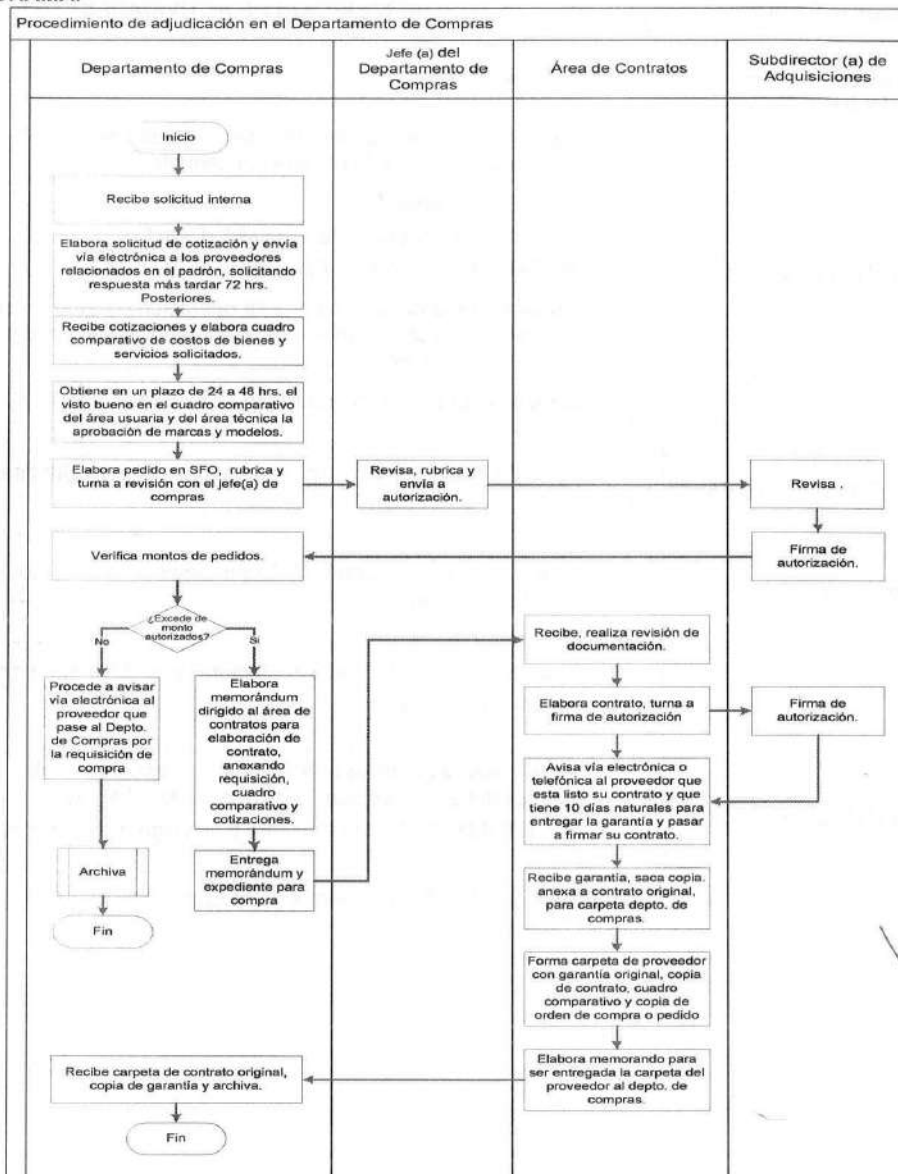 Procedimiento de adjudicación en el Departamento de Compras
Departamento de Compras
Jefe (a) del
Departamento de
Compras
Área de Contratos
Subdirector (a) de
Adquisiciones
Inicio
Recibe solicitud interna
Elabora solicitud de cotización y envía
vía electrónica a los proveedores
relacionados en el padrón, solicitando
respuesta más tardar 72 hrs.
Posteriores.
Recibe cotizaciones y elabora cuadro
comparativo de costos de bienes y
servicios solicitados.
Obtiene en un plazo de 24 a 48 hrs. el
visto bueno en el cuadro comparativo
del área usuaria y del área técnica la
aprobación de marcas y modelos.
Elabora pedido en SFO, rubrica y
turna a revisión con el jefe(a) de
compras
Revisa, rubrica y
envía a
autorización.
Revisa .
Firma de
autorización.
Verifica montos de pedidos.
¿Excede de
monto
autorizados?
No
Si
Procede a avisar
vía electrónica al
proveedor que
pase al Depto.
de Compras por
la requisición de
compra
Archiva
Fin
Elabora
memorándum
dirigido al área de
contratos para
elaboración de
contrato,
anexando
requisición,
cuadro
comparativo y
cotizaciones.
Entrega
memorándum y
expediente para
compra
Recibe, realiza revisión de
documentación.
Elabora contrato, turna a
firma de autorización
Firma de
autorización.
Avisa vía electrónica o
telefónica al proveedor que
esta listo su contrato y que
tiene 10 días naturales para
entregar la garantía y pasar
a firmar su contrato.
Recibe garantía, saca copia.
anexa a contrato original,
para carpeta depto. de
compras.
Forma carpeta de proveedor
con garantía original, copia
de contrato, cuadro
comparativo y copia de
orden de compra o pedido
Elabora memorando para
ser entregada la carpeta del
proveedor al depto. de
compras.
Recibe carpeta de contrato original,
copia de garantía y archiva.
Fin